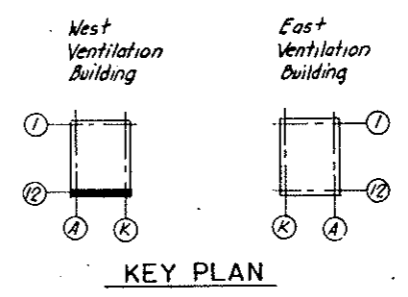 West
Ventilation
Building
East
Ventilation
Building
1
1
12
12
A
K
K
A
KEY PLAN